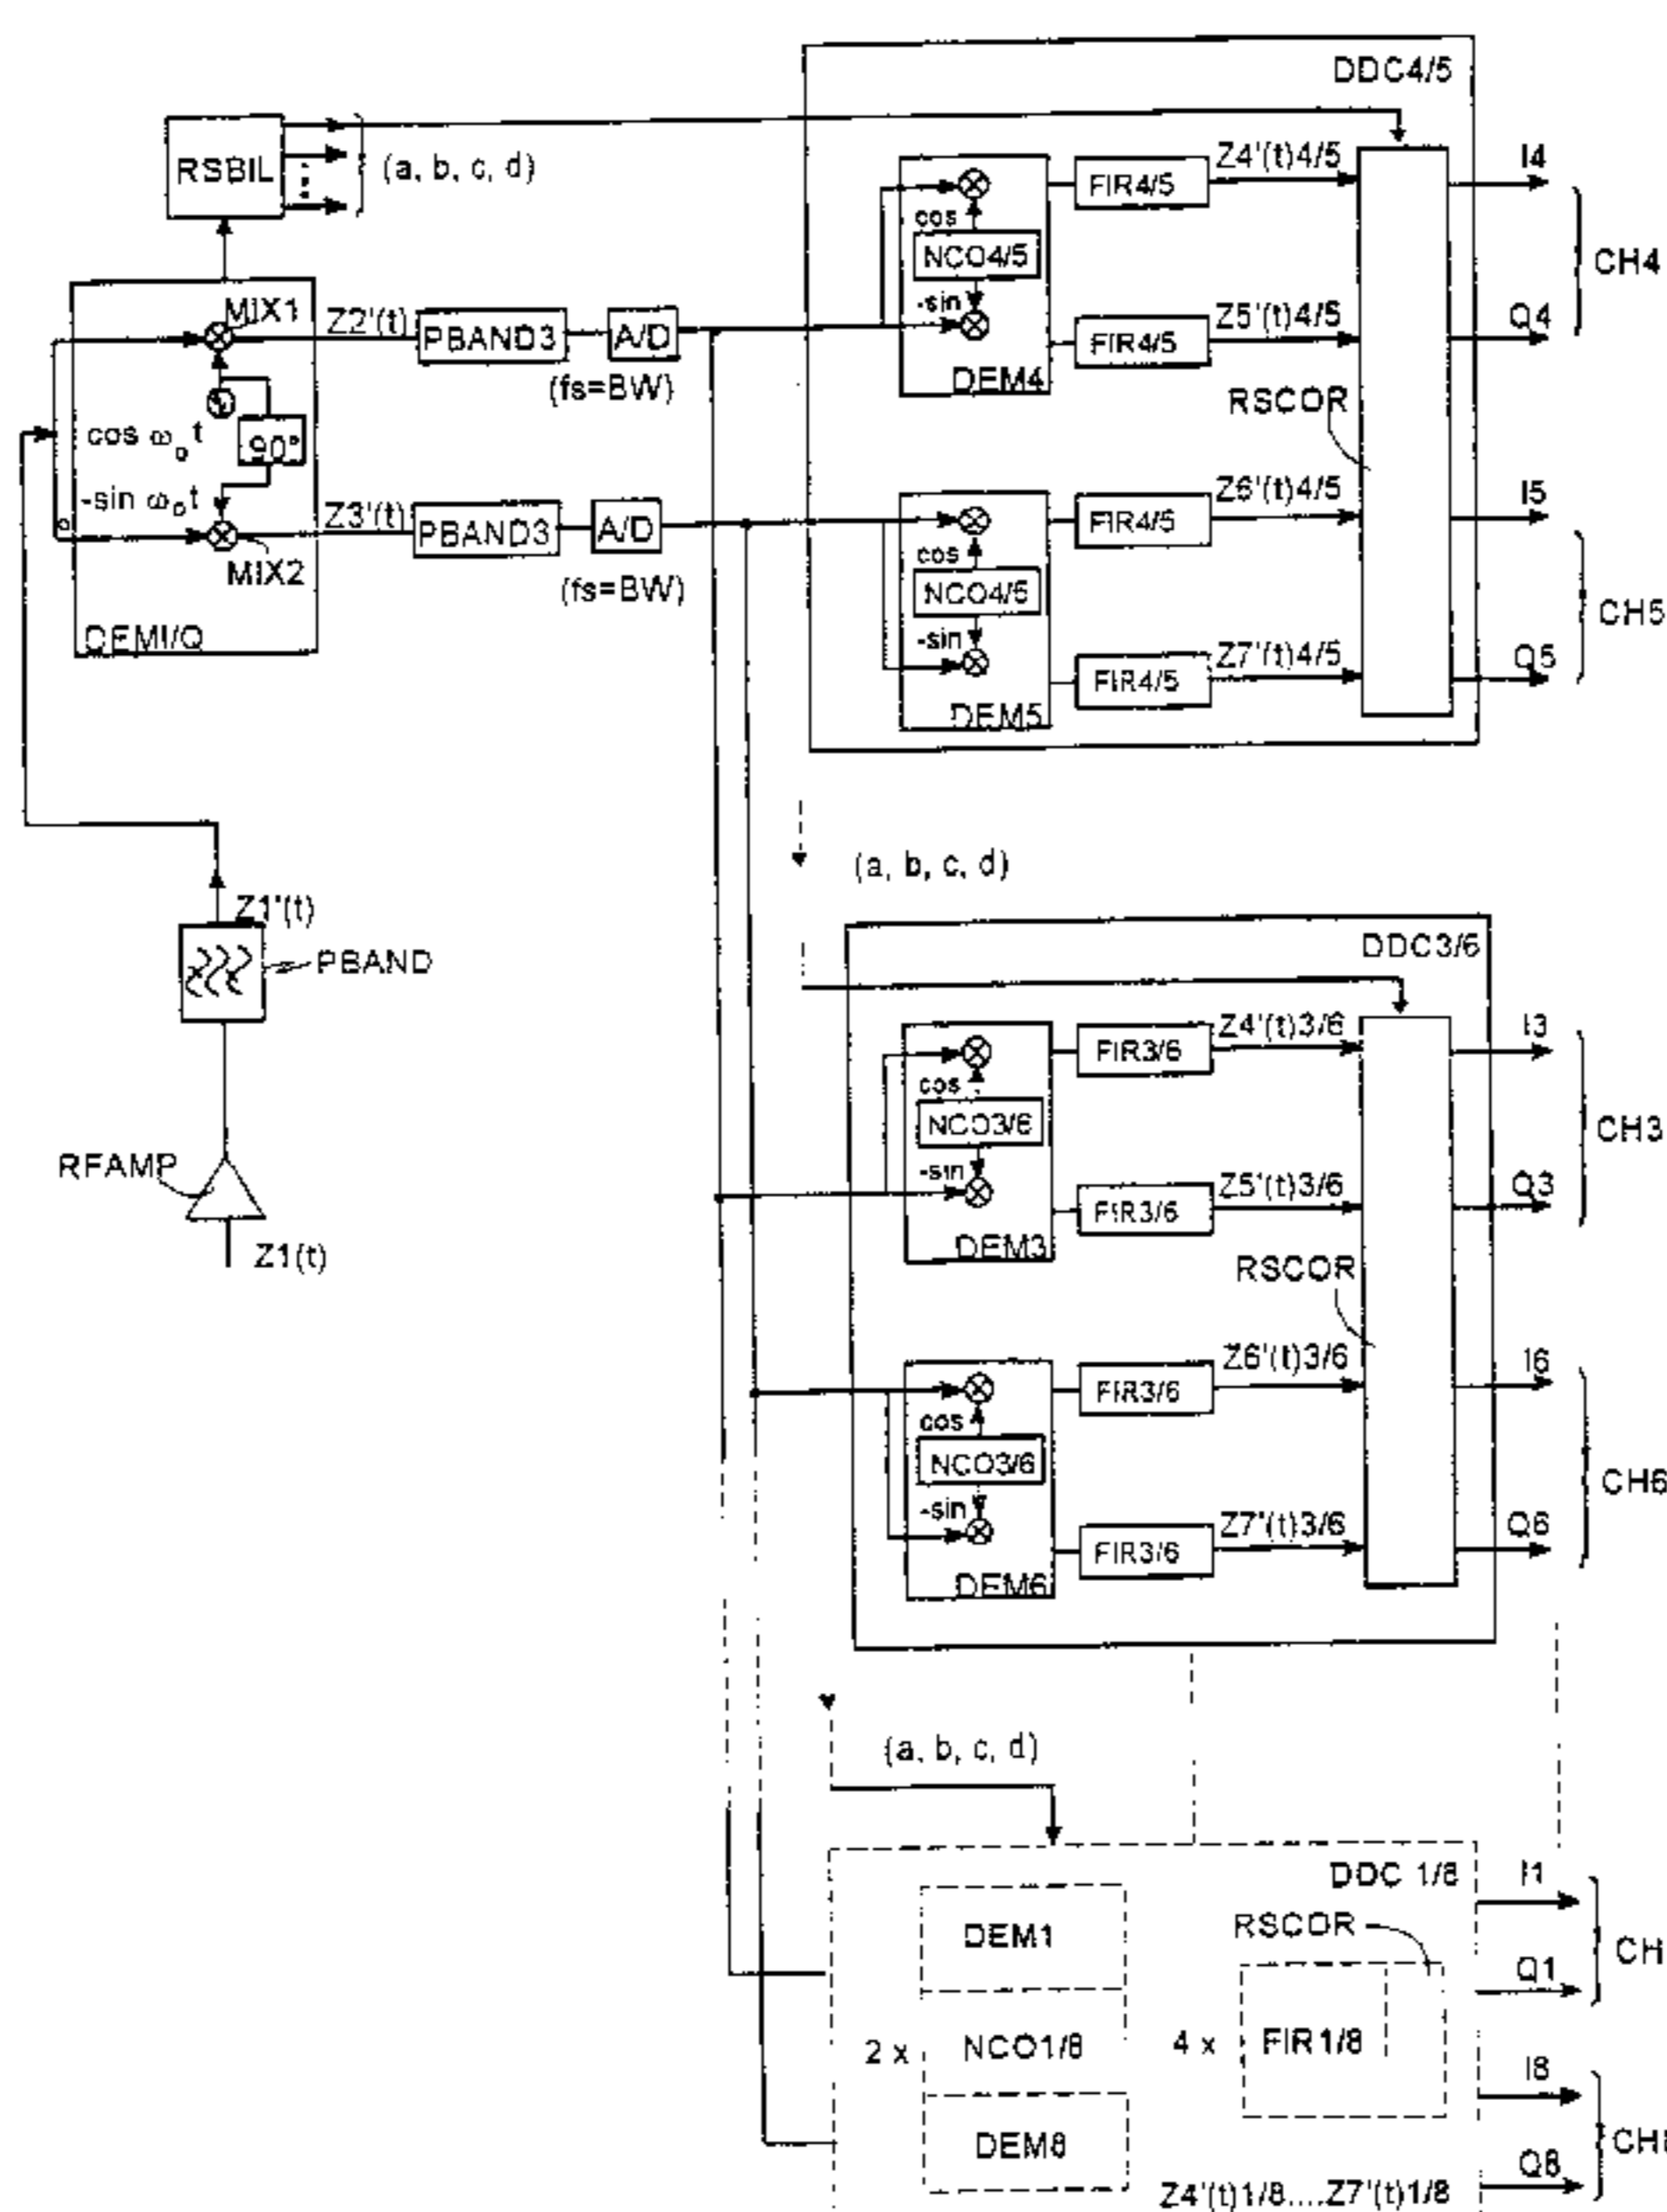 DDC4/5
RSBIL
(a, b, c, d)
MIX1
Z2'(t)
PBAND3
A/D
(fs=BW)
cos ω₀t
90°
-sin ω₀t
Z3'(t)
PBAND3
A/D
(fs=BW)
MIX2
DEMI/Q
cos
NCO4/5
-sin
DEM4
FIR4/5
Z4'(t)4/5
FIR4/5
Z5'(t)4/5
RSCOR
I4
Q4
CH4
cos
NCO4/5
-sin
DEM5
FIR4/5
Z6'(t)4/5
FIR4/5
Z7'(t)4/5
I5
Q5
CH5
Z1'(t)
PBAND
RFAMP
Z1(t)
(a, b, c, d)
DDC3/6
cos
NCO3/6
-sin
DEM3
FIR3/6
Z4'(t)3/6
FIR3/6
Z5'(t)3/6
RSCOR
I3
Q3
CH3
cos
NCO3/6
-sin
DEM6
FIR3/6
Z6'(t)3/6
FIR3/6
Z7'(t)3/6
I6
Q6
CH6
(a, b, c, d)
DDC 1/8
DEM1
RSCOR
2 x
NCO1/8
4 x
FIR1/8
DEM8
Z4'(t)1/8....Z7'(t)1/8
I1
Q1
CH
I8
Q8
CH